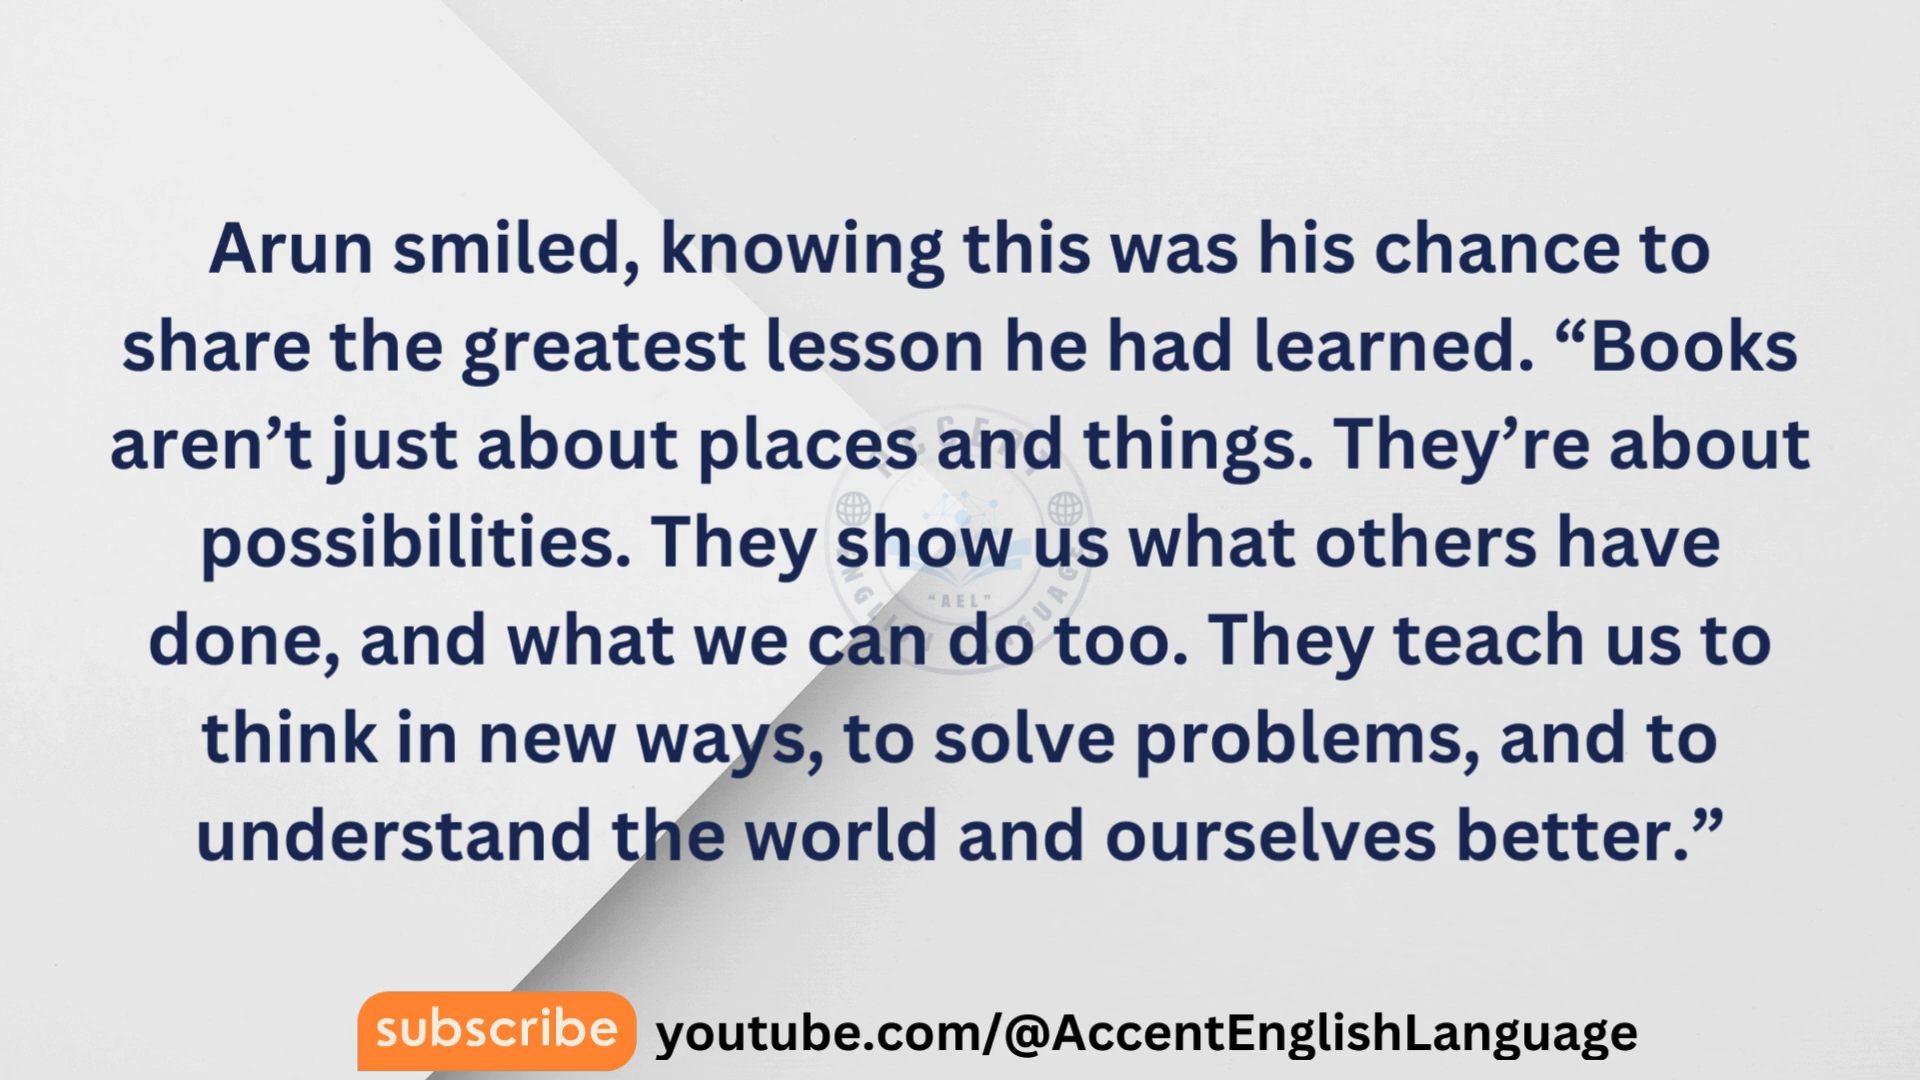 Arun smiled, knowing this was his chance to
share the greatest lesson he had learned. “Books
aren’t just about places and things. They’re about
possibilities. They show us what others have
done, and what we can do too. They teach us to
think in new ways, to solve problems, and to
understand the world and ourselves better.”
ACCENT
ENGLISH LANGUAGE
"AEL"
subscribe youtube.com/@AccentEnglishLanguage